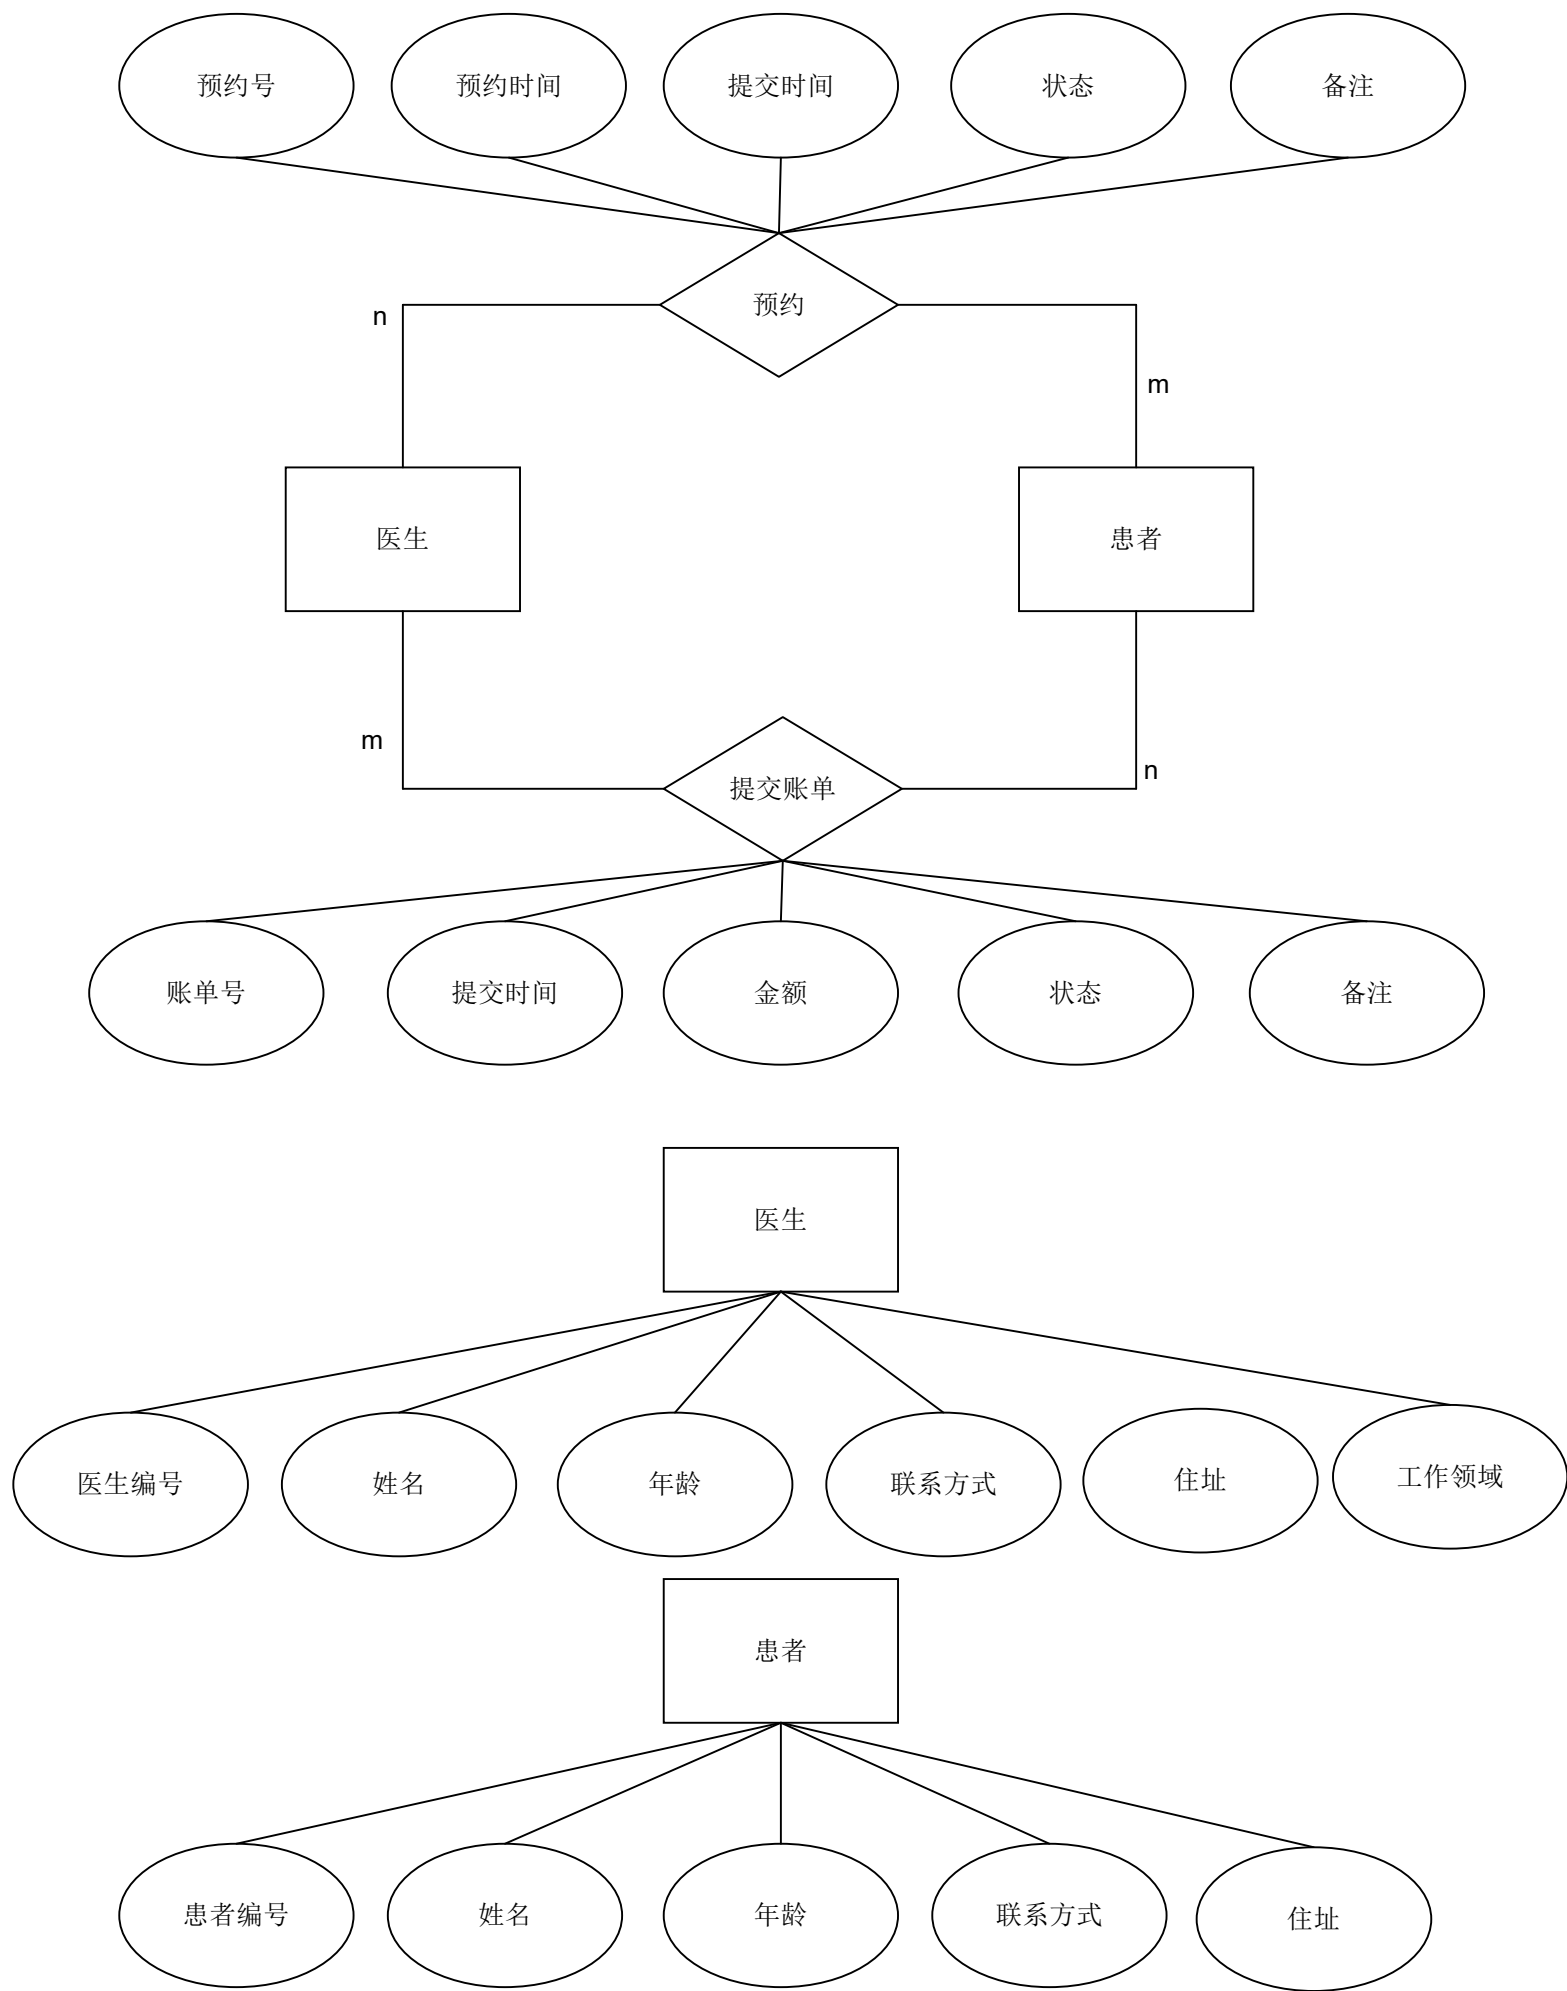 预约号
预约时间
提交时间
状态
备注
预约
n
m
医生
患者
m
n
提交账单
账单号
提交时间
金额
状态
备注
医生
医生编号
姓名
年龄
联系方式
住址
工作领域
患者
患者编号
姓名
年龄
联系方式
住址